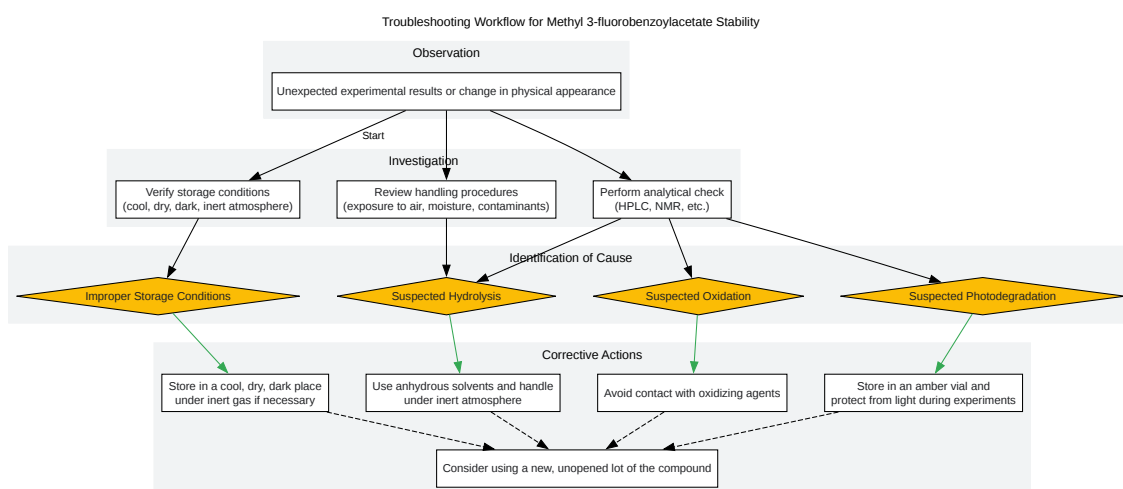 Troubleshooting Workflow for Methyl 3-fluorobenzoylacetate Stability
Observation
Unexpected experimental results or change in physical appearance
Start
Investigation
Verify storage conditions
(cool, dry, dark, inert atmosphere)
Review handling procedures
(exposure to air, moisture, contaminants)
Perform analytical check
(HPLC, NMR, etc.)
Identification of Cause
Improper Storage Conditions
Suspected Hydrolysis
Suspected Oxidation
Suspected Photodegradation
Corrective Actions
Store in a cool, dry, dark place
under inert gas if necessary
Use anhydrous solvents and handle
under inert atmosphere
Avoid contact with oxidizing agents
Store in an amber vial and
protect from light during experiments
Consider using a new, unopened lot of the compound